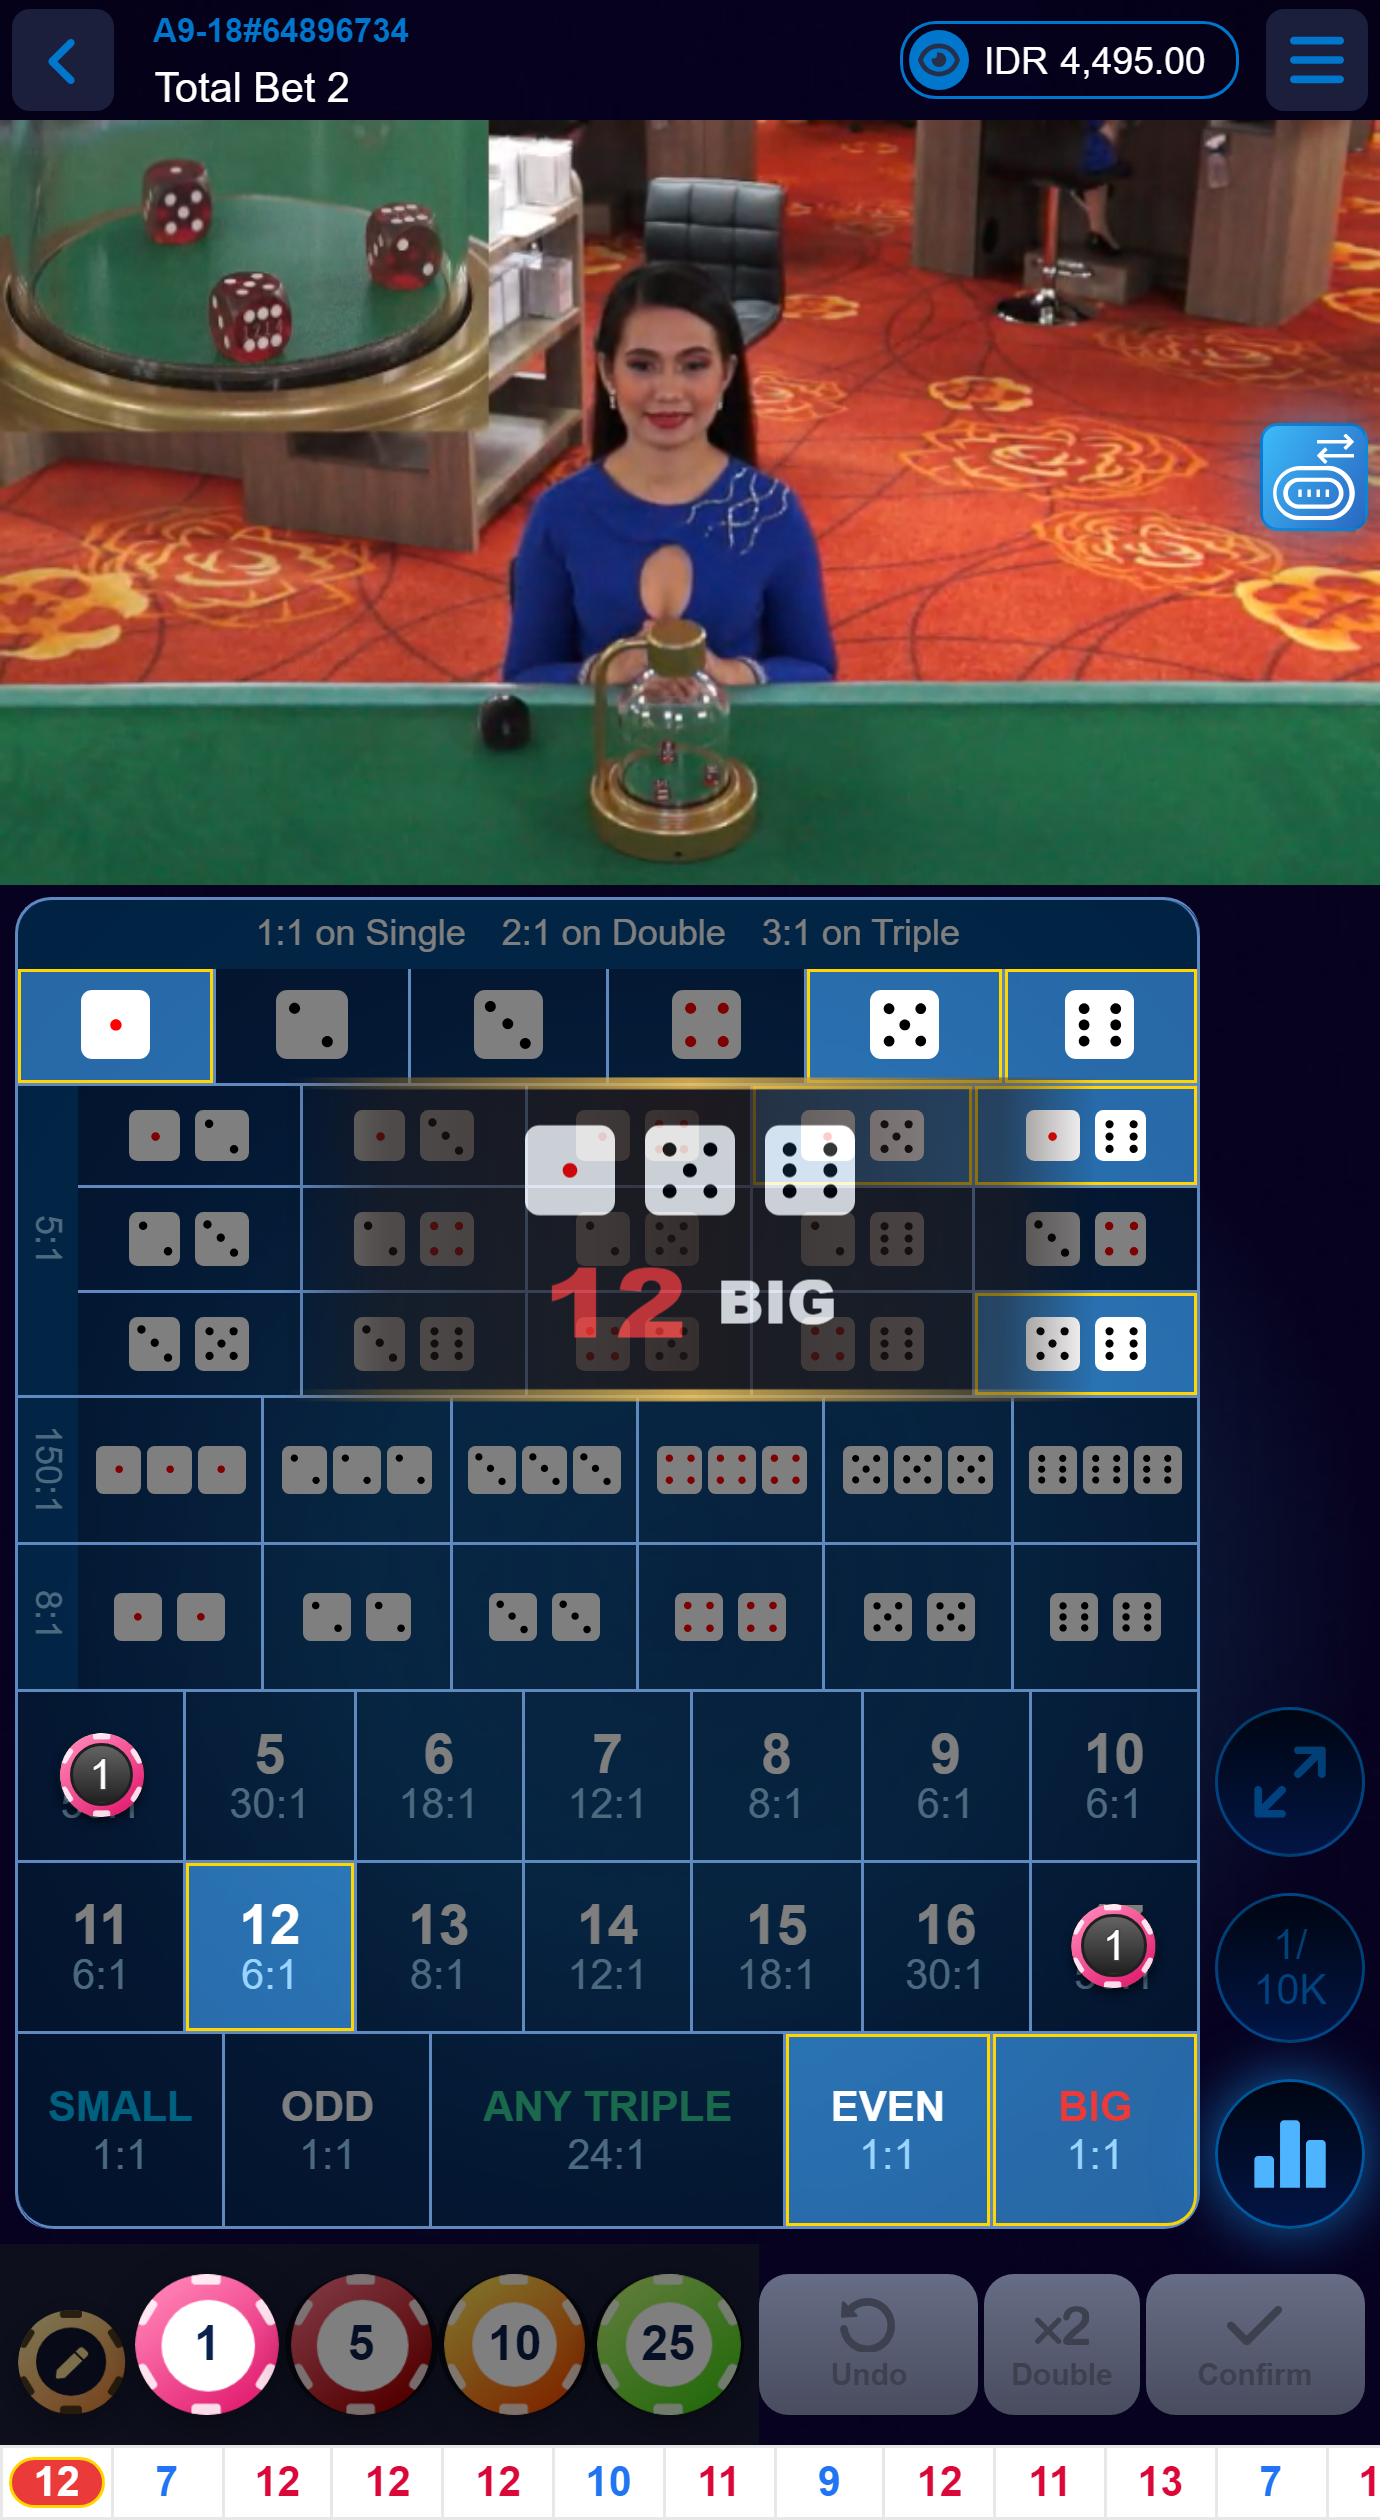 A9-18#64896734
Total Bet 2
IDR 4,495.00
1:1 on Single 2:1 on Double 3:1 on Triple
5:1
12 BIG
150:1
8:1
1
5 6 7 8 9 10
30:1 18:1 12:1 8:1 6:1 6:1
11 12 13 14 15 16
6:1 6:1 8:1 12:1 18:1 30:1
1
1/
10K
SMALL ODD ANY TRIPLE EVEN BIG
1:1 1:1 24:1 1:1 1:1
1 5 10 25
x2
Undo Double Confirm
12 7 12 12 12 10 11 9 12 11 13 7